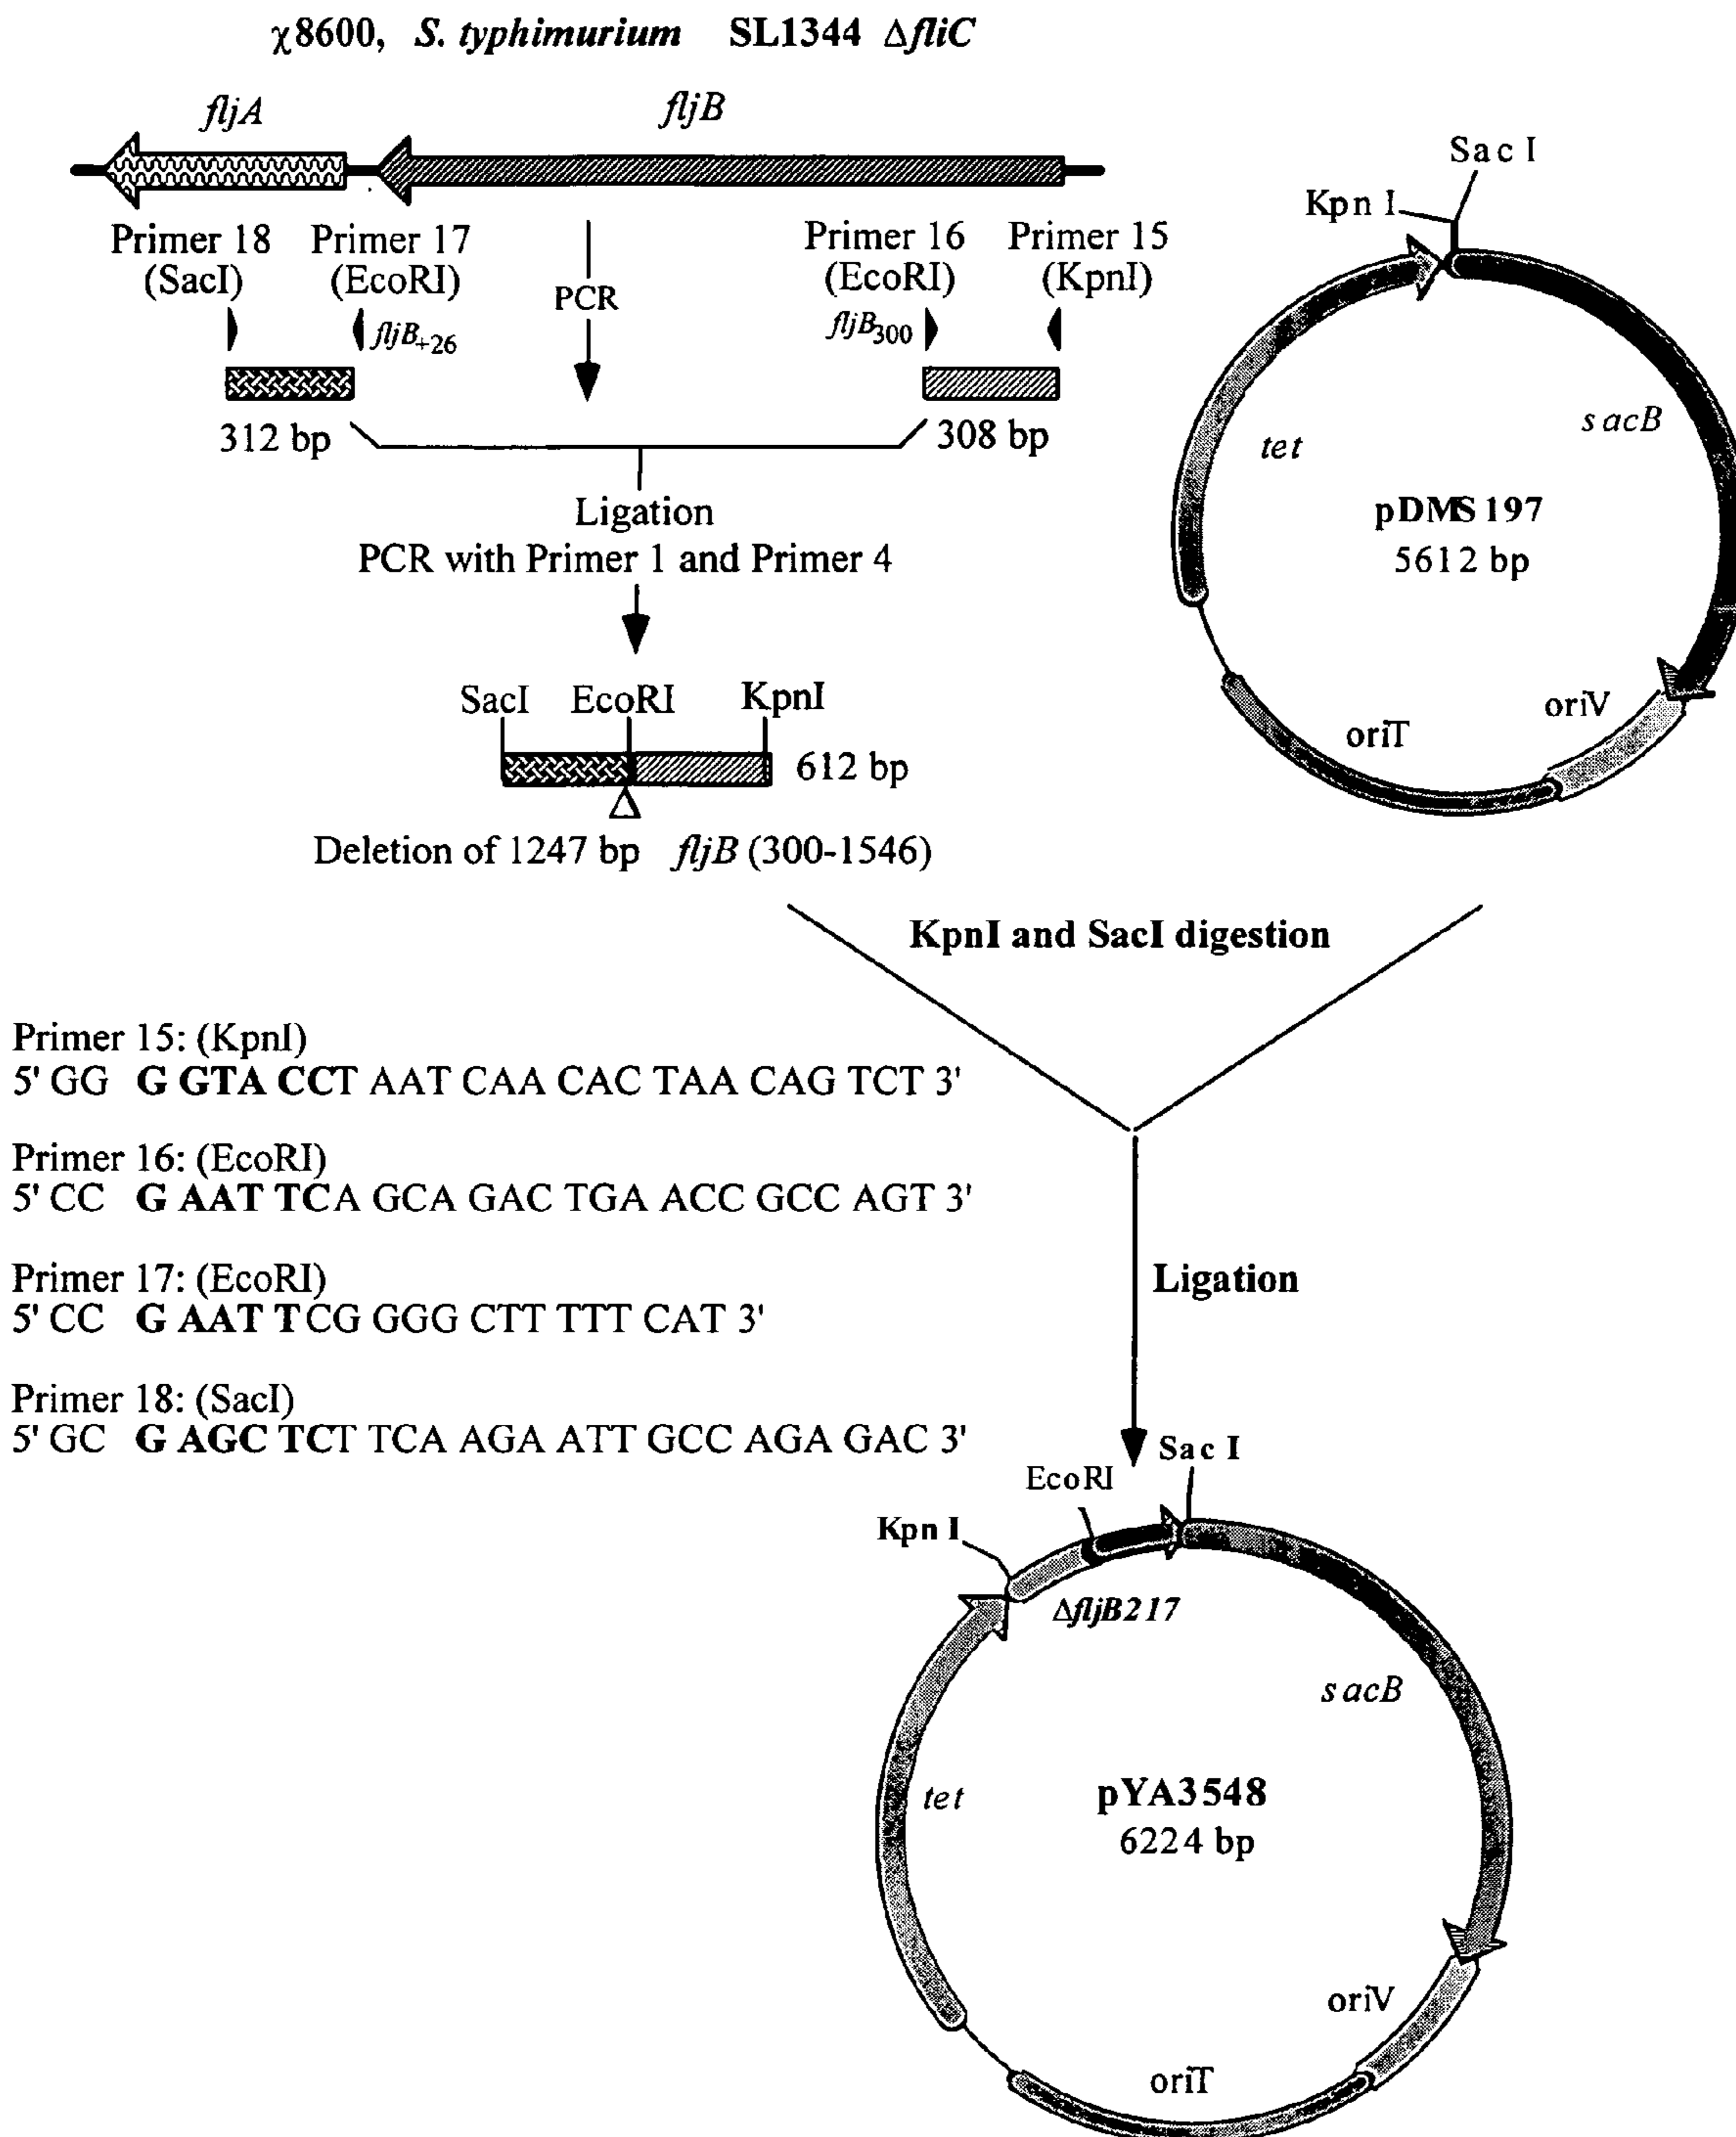 χ8600, S. typhimurium SL1344 ΔfliC
fljA
fljB
Primer 18
(SacI)
Primer 17
(EcoRI)
fljB+26
PCR
Primer 16
(EcoRI)
fljB300
Primer 15
(KpnI)
312 bp
308 bp
Ligation
PCR with Primer 1 and Primer 4
SacI EcoRI KpnI
612 bp
Δ
Deletion of 1247 bp fljB (300-1546)
Sac I
Kpn I
tet
sacB
pDMS197
5612 bp
oriV
oriT
KpnI and SacI digestion
Primer 15: (KpnI)
5' GG G GTA CCT AAT CAA CAC TAA CAG TCT 3'
Primer 16: (EcoRI)
5' CC G AAT TCA GCA GAC TGA ACC GCC AGT 3'
Primer 17: (EcoRI)
5' CC G AAT TCG GGG CTT TTT CAT 3'
Primer 18: (SacI)
5' GC G AGC TCT TCA AGA ATT GCC AGA GAC 3'
Ligation
Sac I
EcoRI
Kpn I
ΔfljB217
sacB
tet
pYA3548
6224 bp
oriV
oriT